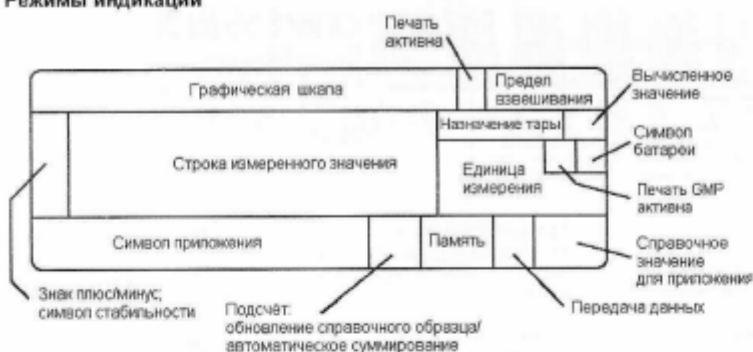 Режимы индикации
Печать
активна
Графическая шкала
Предел
взвешивания
Вычисленное
значение
Назначение тары
Символ
батареи
Строка измеренного значения
Единица
измерения
Печать GMP
активна
Символ приложения
Память
Справочное
значение
для приложения
Знак плюс/минус;
символ стабильности
Подсчёт:
обновление справочного образца/
автоматическое суммирование
Передача данных